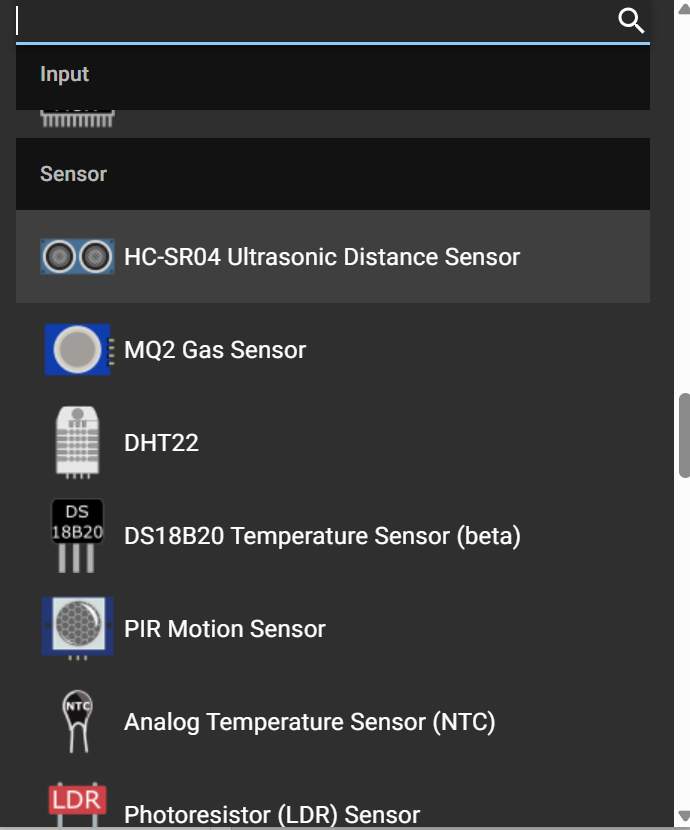 Input
Sensor
HC-SR04 Ultrasonic Distance Sensor
MQ2 Gas Sensor
DHT22
DS
18B20
DS18B20 Temperature Sensor (beta)
PIR Motion Sensor
NTC
Analog Temperature Sensor (NTC)
LDR
Photoresistor (LDR) Sensor